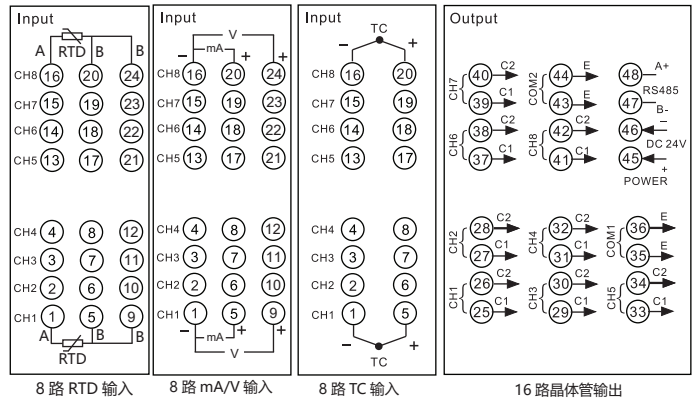 Input
A RTD B B
CH8 16 20 24
CH7 15 19 23
CH6 14 18 22
CH5 13 17 21
CH4 4 8 12
CH3 3 7 11
CH2 2 6 10
CH1 1 5 9
A B B
RTD
8 路 RTD 输入
Input
V
− mA + +
CH8 16 20 24
CH7 15 19 23
CH6 14 18 22
CH5 13 17 21
CH4 4 8 12
CH3 3 7 11
CH2 2 6 10
CH1 1 5 9
− mA + +
V
8 路 mA/V 输入
Input
TC
− +
CH8 16 20
CH7 15 19
CH6 14 18
CH5 13 17
CH4 4 8
CH3 3 7
CH2 2 6
CH1 1 5
− +
TC
8 路 TC 输入
Output
CH7 40 C2
39 C1
CH6 38 C2
37 C1
COM2 44 E
43 E
CH8 42 C2
41 C1
48 A+
RS485
47 B-
46 -
DC 24V
45 +
POWER
CH2 28 C2
27 C1
CH1 26 C2
25 C1
CH4 32 C2
31 C1
CH3 30 C2
29 C1
COM1 36 E
35 E
CH5 34 C2
33 C1
16 路晶体管输出